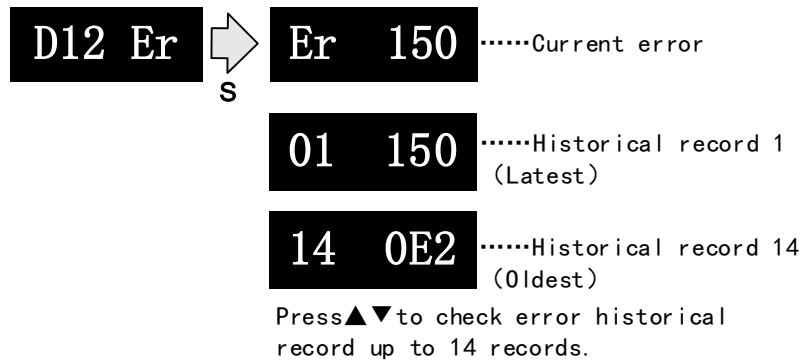 D12 Er
S
Er 150 ……Current error
01 150 ……Historical record 1
（Latest）
14 0E2 ……Historical record 14
（Oldest）
Press▲▼to check error historical
record up to 14 records.